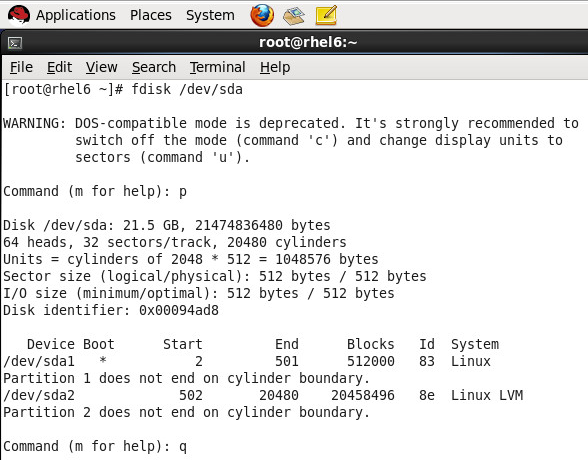 Applications Places System
root@rhel6:~
File Edit View Search Terminal Help
[root@rhel6 ~]# fdisk /dev/sda
WARNING: DOS-compatible mode is deprecated. It's strongly recommended to
         switch off the mode (command 'c') and change display units to
         sectors (command 'u').
Command (m for help): p
Disk /dev/sda: 21.5 GB, 21474836480 bytes
64 heads, 32 sectors/track, 20480 cylinders
Units = cylinders of 2048 * 512 = 1048576 bytes
Sector size (logical/physical): 512 bytes / 512 bytes
I/O size (minimum/optimal): 512 bytes / 512 bytes
Disk identifier: 0x00094ad8
   Device Boot      Start         End      Blocks   Id  System
/dev/sda1   *           2         501      512000   83  Linux
Partition 1 does not end on cylinder boundary.
/dev/sda2             502       20480    20458496   8e  Linux LVM
Partition 2 does not end on cylinder boundary.
Command (m for help): q